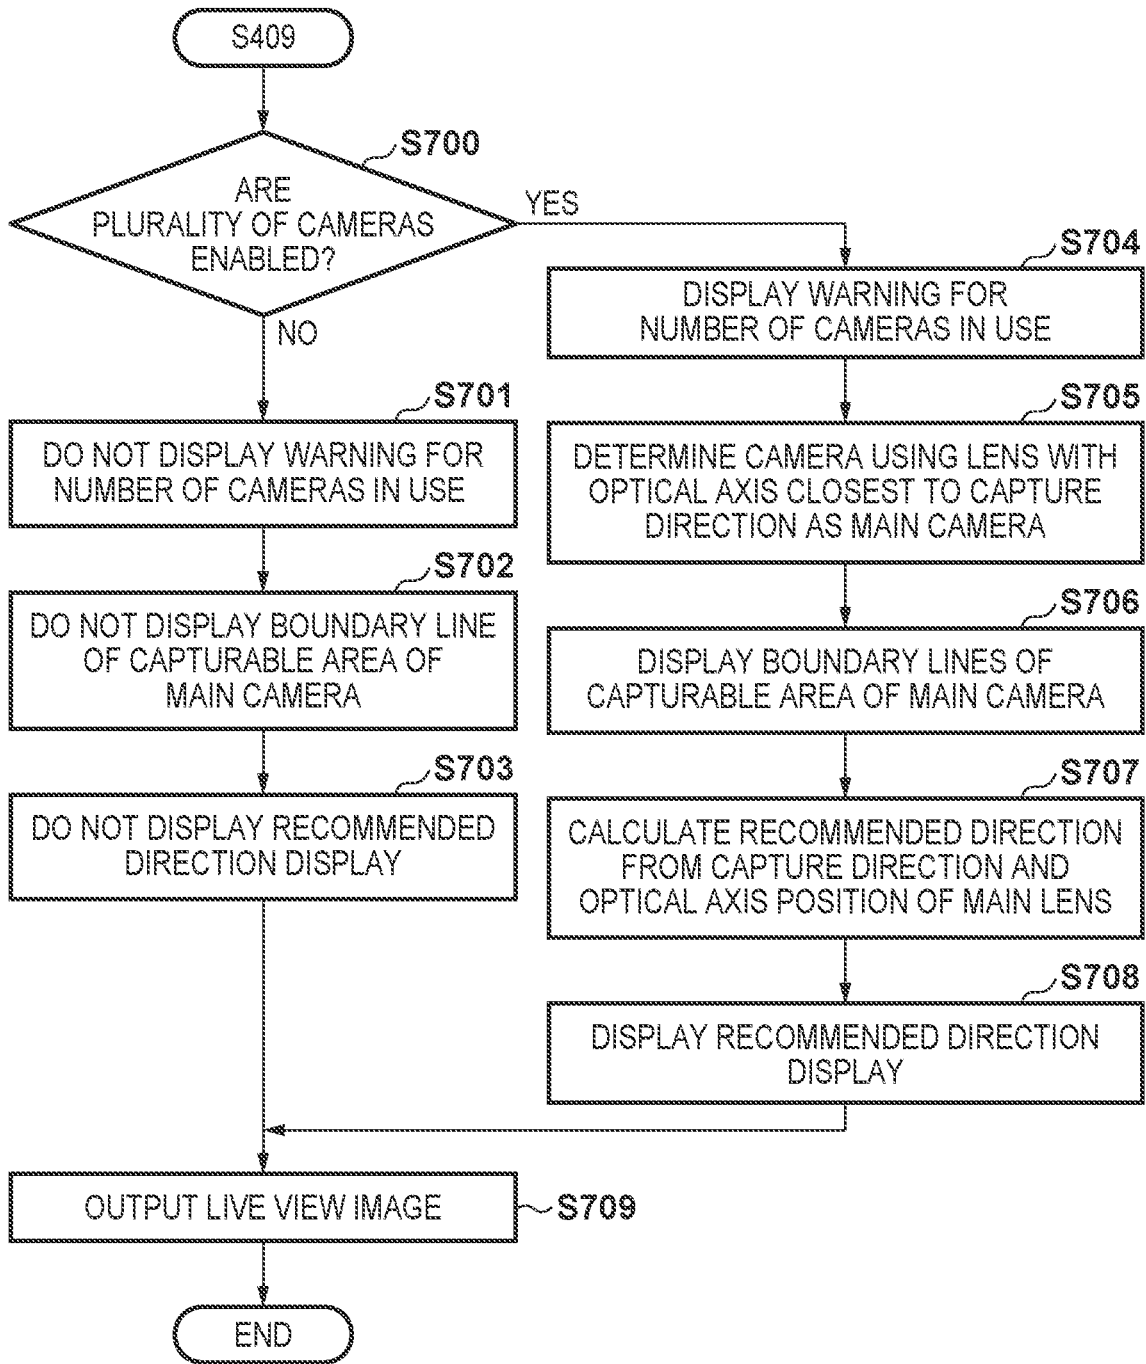 S409
S700
ARE
PLURALITY OF CAMERAS
ENABLED?
YES
NO
S701
DO NOT DISPLAY WARNING FOR
NUMBER OF CAMERAS IN USE
S702
DO NOT DISPLAY BOUNDARY LINE
OF CAPTURABLE AREA OF
MAIN CAMERA
S703
DO NOT DISPLAY RECOMMENDED
DIRECTION DISPLAY
S704
DISPLAY WARNING FOR
NUMBER OF CAMERAS IN USE
S705
DETERMINE CAMERA USING LENS WITH
OPTICAL AXIS CLOSEST TO CAPTURE
DIRECTION AS MAIN CAMERA
S706
DISPLAY BOUNDARY LINES OF
CAPTURABLE AREA OF MAIN CAMERA
S707
CALCULATE RECOMMENDED DIRECTION
FROM CAPTURE DIRECTION AND
OPTICAL AXIS POSITION OF MAIN LENS
S708
DISPLAY RECOMMENDED DIRECTION
DISPLAY
OUTPUT LIVE VIEW IMAGE
S709
END